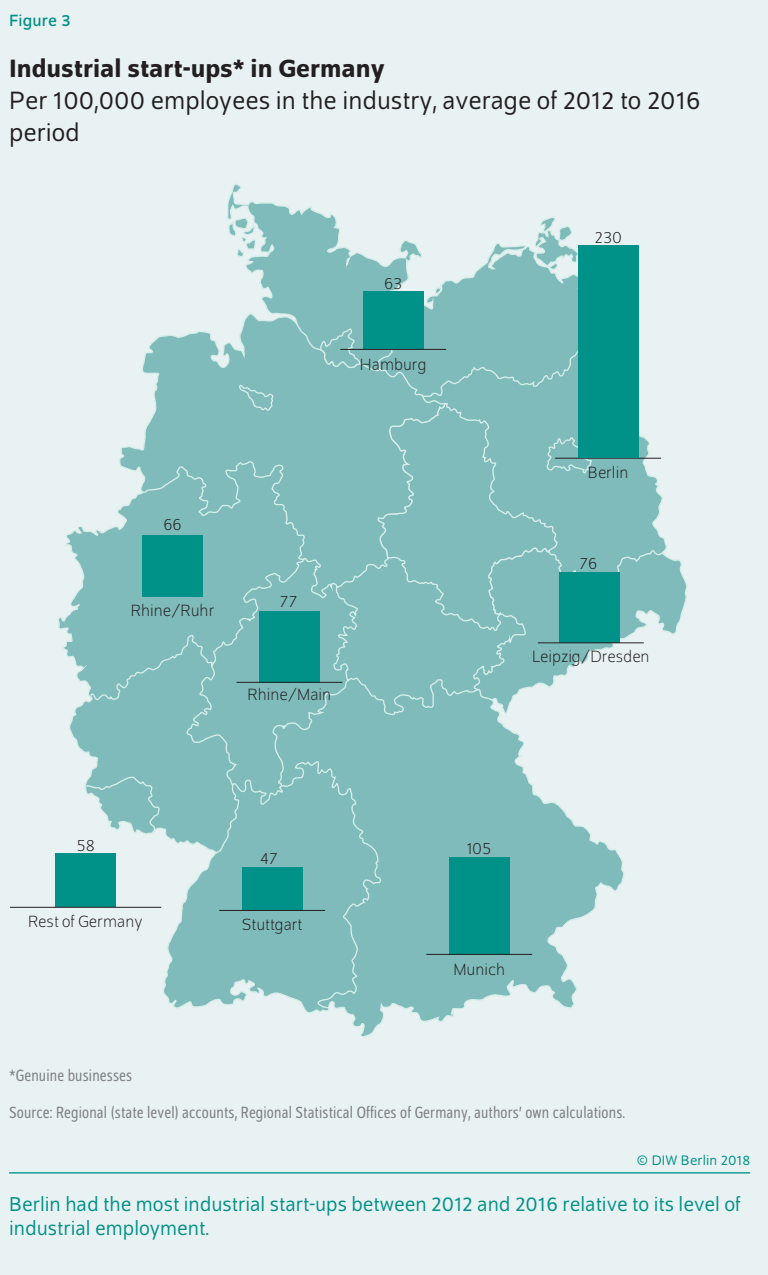 Figure 3
Industrial start-ups* in Germany
Per 100,000 employees in the industry, average of 2012 to 2016
period
230
63
Hamburg
Berlin
66
Rhine/Ruhr
76
Leipzig/Dresden
77
Rhine/Main
58
Rest of Germany
47
Stuttgart
105
Munich
*Genuine businesses
Source: Regional (state level) accounts, Regional Statistical Offices of Germany, authors’ own calculations.
© DIW Berlin 2018
Berlin had the most industrial start-ups between 2012 and 2016 relative to its level of
industrial employment.